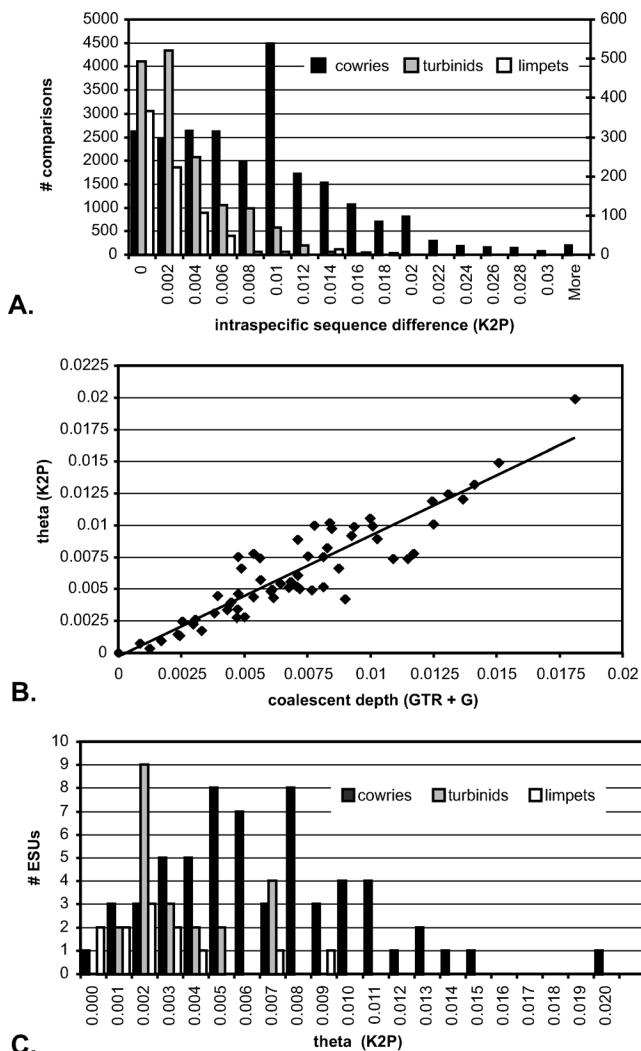 5000
4500
4000
3500
3000
2500
2000
1500
1000
500
0
# comparisons
600
500
400
300
200
100
0
cowries turbinids limpets
0 0.002 0.004 0.006 0.008 0.01 0.012 0.014 0.016 0.018 0.02 0.022 0.024 0.026 0.028 0.03 More
A.
intraspecific sequence difference (K2P)
0.0225
0.02
0.0175
0.015
0.0125
0.01
0.0075
0.005
0.0025
0
theta (K2P)
0 0.0025 0.005 0.0075 0.01 0.0125 0.015 0.0175 0.02
coalescent depth (GTR + G)
B.
10
9
8
7
6
5
4
3
2
1
0
# ESUs
cowries turbinids limpets
0.000 0.001 0.002 0.003 0.004 0.005 0.006 0.007 0.008 0.009 0.010 0.011 0.012 0.013 0.014 0.015 0.016 0.017 0.018 0.019 0.020
theta (K2P)
C.